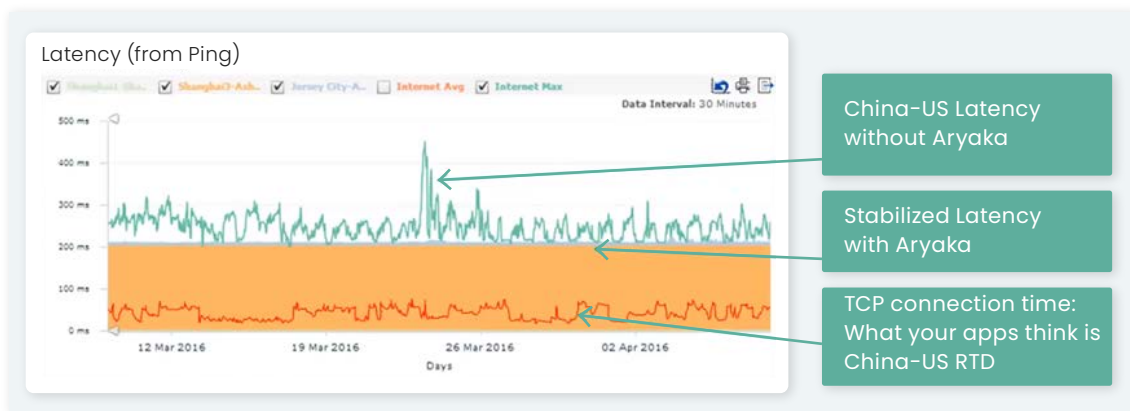 Latency (from Ping)
Shanghai3-Ash.. Jersey City-A.. Internet Avg Internet Max
Data Interval: 30 Minutes
500 ms
400 ms
300 ms
200 ms
100 ms
0 ms
12 Mar 2016 19 Mar 2016 26 Mar 2016 02 Apr 2016
Days
China-US Latency
without Aryaka
Stabilized Latency
with Aryaka
TCP connection time:
What your apps think is
China-US RTD